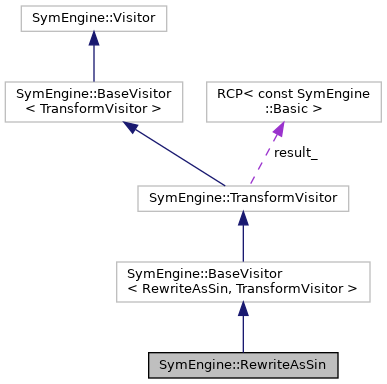 SymEngine::Visitor
SymEngine::BaseVisitor
< TransformVisitor >
RCP< const SymEngine
::Basic >
result_
SymEngine::TransformVisitor
SymEngine::BaseVisitor
< RewriteAsSin, TransformVisitor >
SymEngine::RewriteAsSin